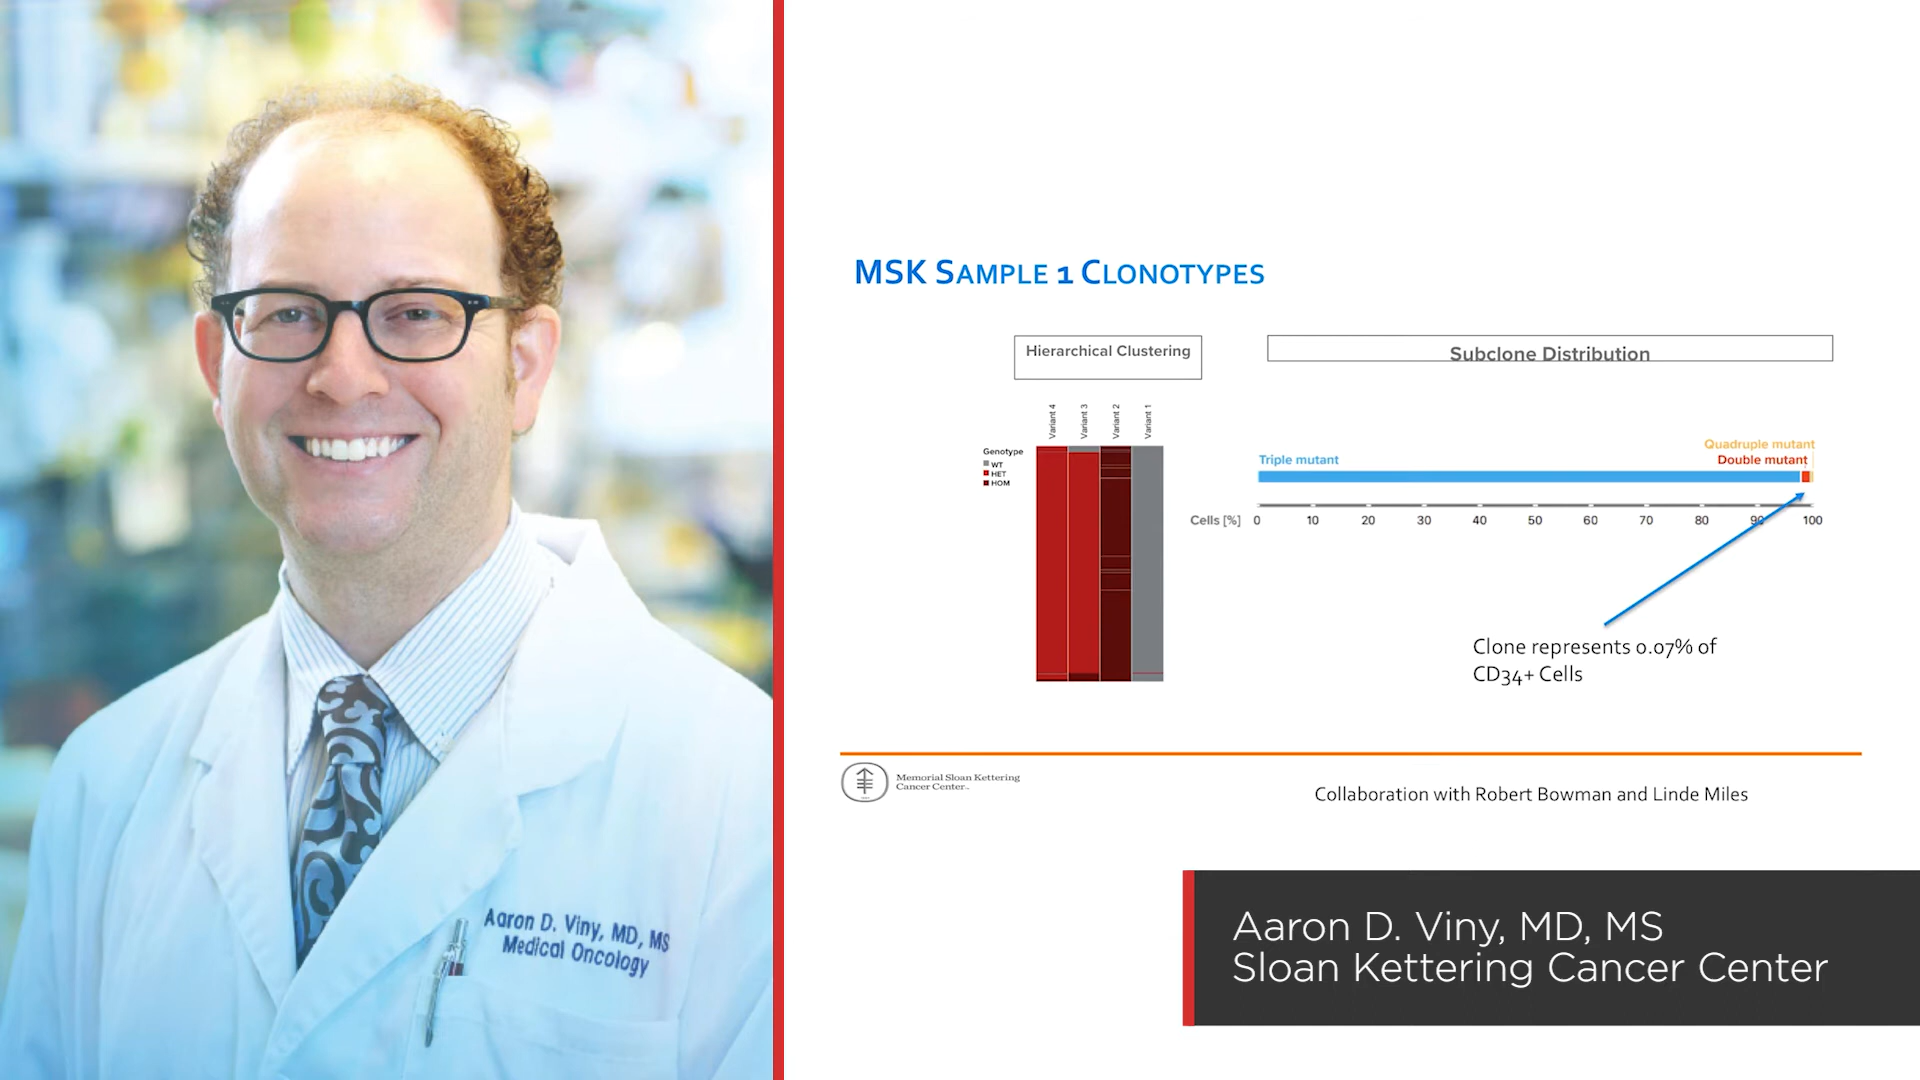 Aaron D. Viny, MD, MS
Medical Oncology
MSK SAMPLE 1 CLONOTYPES
Hierarchical Clustering
Subclone Distribution
Variant 4
Variant 3
Variant 2
Variant 1
Genotype
WT
HET
HOM
Quadruple mutant
Triple mutant
Double mutant
Cells [%]
0 10 20 30 40 50 60 70 80 90 100
Clone represents 0.07% of
CD34+ Cells
Memorial Sloan Kettering
Cancer Center
Collaboration with Robert Bowman and Linde Miles
Aaron D. Viny, MD, MS
Sloan Kettering Cancer Center